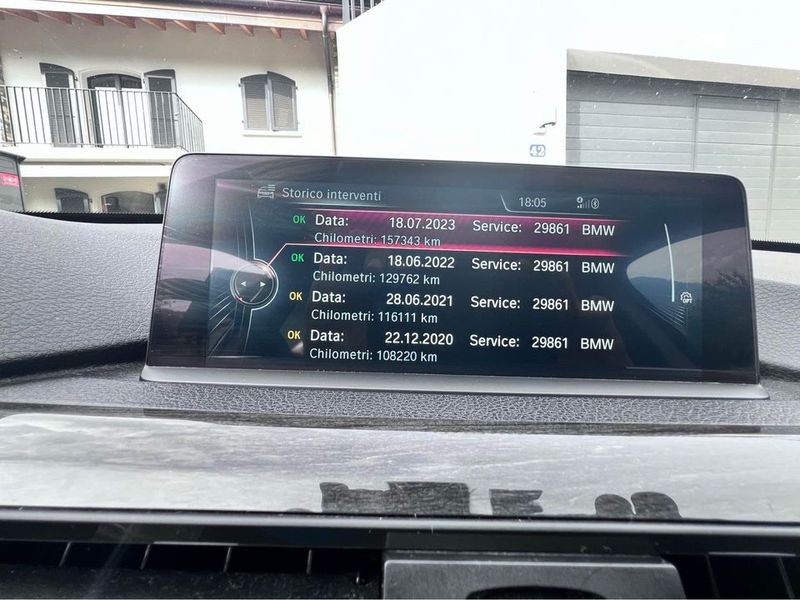 Storico interventi
18:05
OK Data: 18.07.2023 Service: 29861 BMW
Chilometri: 157343 km
OK Data: 18.06.2022 Service: 29861 BMW
Chilometri: 129762 km
OK Data: 28.06.2021 Service: 29861 BMW
Chilometri: 116111 km
OK Data: 22.12.2020 Service: 29861 BMW
Chilometri: 108220 km
OPT
42